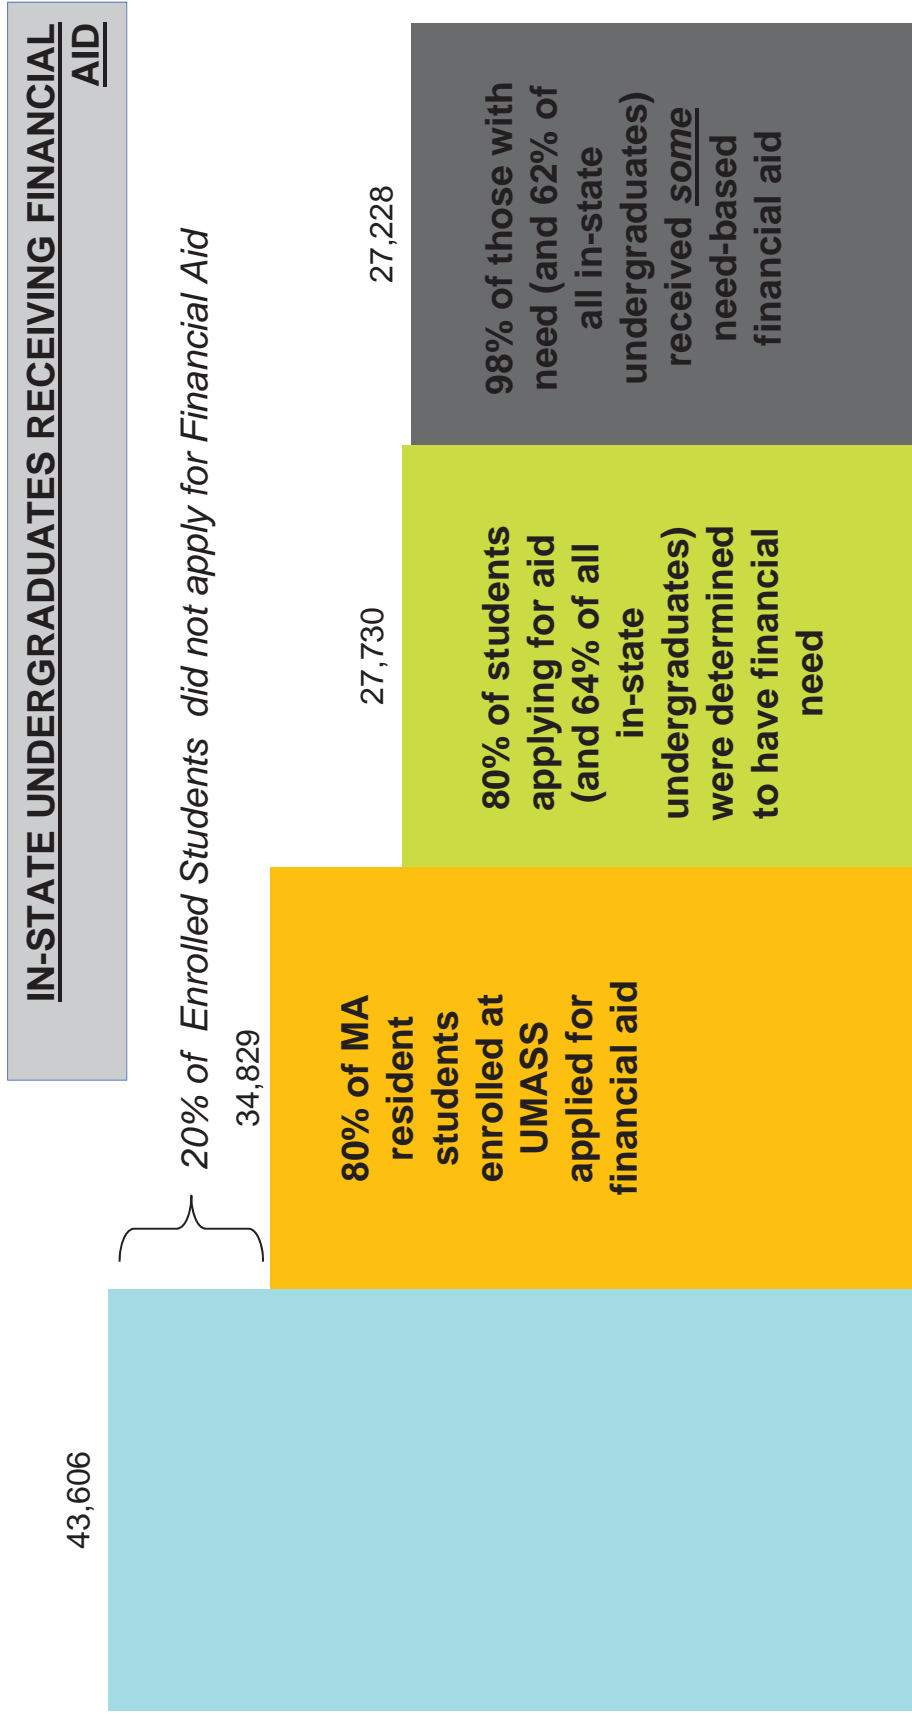 IN-STATE UNDERGRADUATES RECEIVING FINANCIAL
AID
43,606
20% of Enrolled Students did not apply for Financial Aid
34,829
80% of MA
resident
students
enrolled at
UMASS
applied for
financial aid
27,730
80% of students
applying for aid
(and 64% of all
in-state
undergraduates)
were determined
to have financial
need
27,228
98% of those with
need (and 62% of
all in-state
undergraduates)
received some
need-based
financial aid